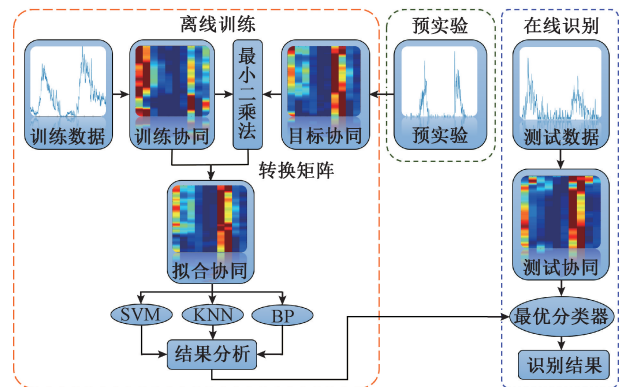 离线训练
预实验
在线识别
训练数据
训练协同
最小二乘法
目标协同
预实验
测试数据
转换矩阵
拟合协同
测试协同
SVM
KNN
BP
最优分类器
结果分析
识别结果